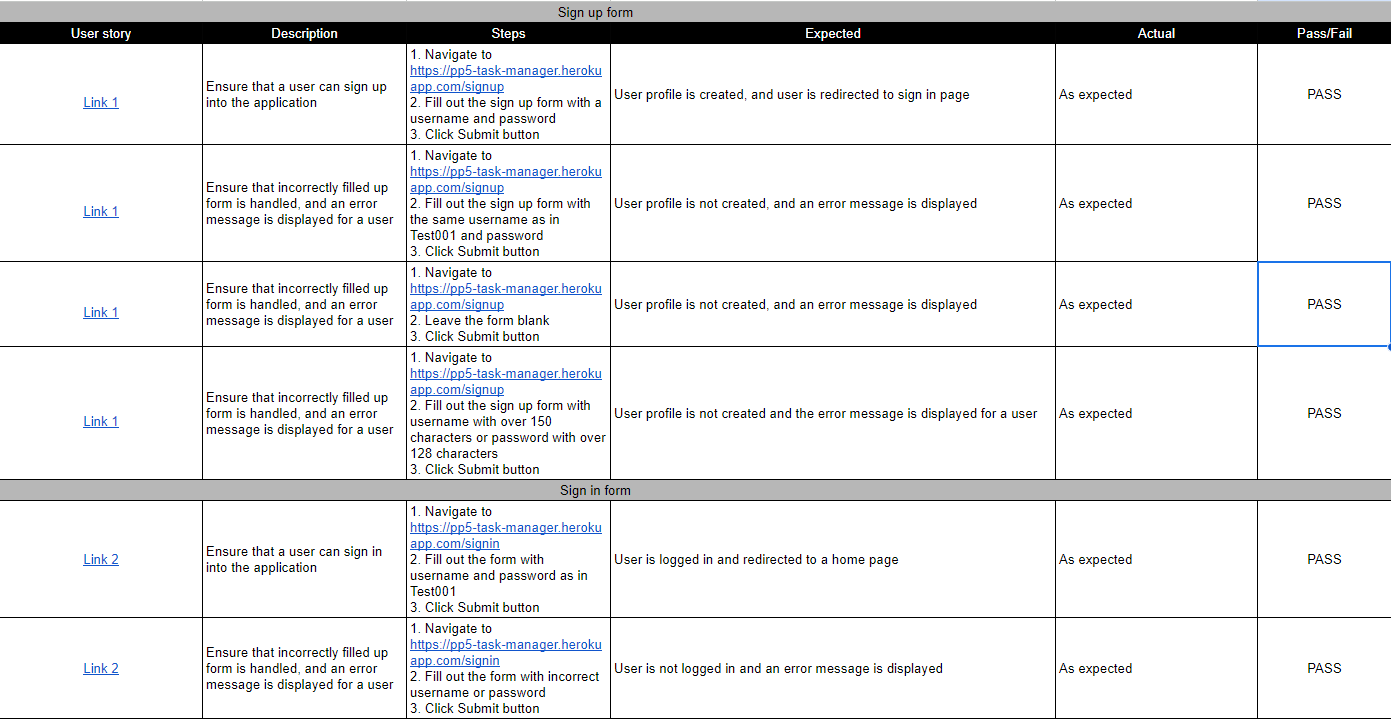 Sign up form
User story Description Steps Expected Actual Pass/Fail
Link 1
Ensure that a user can sign up
into the application
1. Navigate to
https://pp5-task-manager.heroku
app.com/signup
2. Fill out the sign up form with a
username and password
3. Click Submit button
User profile is created, and user is redirected to sign in page
As expected
PASS
Link 1
Ensure that incorrectly filled up
form is handled, and an error
message is displayed for a user
1. Navigate to
https://pp5-task-manager.heroku
app.com/signup
2. Fill out the sign up form with
the same username as in
Test001 and password
3. Click Submit button
User profile is not created, and an error message is displayed
As expected
PASS
Link 1
Ensure that incorrectly filled up
form is handled, and an error
message is displayed for a user
1. Navigate to
https://pp5-task-manager.heroku
app.com/signup
2. Leave the form blank
3. Click Submit button
User profile is not created, and an error message is displayed
As expected
PASS
Link 1
Ensure that incorrectly filled up
form is handled, and an error
message is displayed for a user
1. Navigate to
https://pp5-task-manager.heroku
app.com/signup
2. Fill out the sign up form with
username with over 150
characters or password with over
128 characters
3. Click Submit button
User profile is not created and the error message is displayed for a user
As expected
PASS
Sign in form
Link 2
Ensure that a user can sign in
into the application
1. Navigate to
https://pp5-task-manager.heroku
app.com/signin
2. Fill out the form with
username and password as in
Test001
3. Click Submit button
User is logged in and redirected to a home page
As expected
PASS
Link 2
Ensure that incorrectly filled up
form is handled, and an error
message is displayed for a user
1. Navigate to
https://pp5-task-manager.heroku
app.com/signin
2. Fill out the form with incorrect
username or password
3. Click Submit button
User is not logged in and an error message is displayed
As expected
PASS